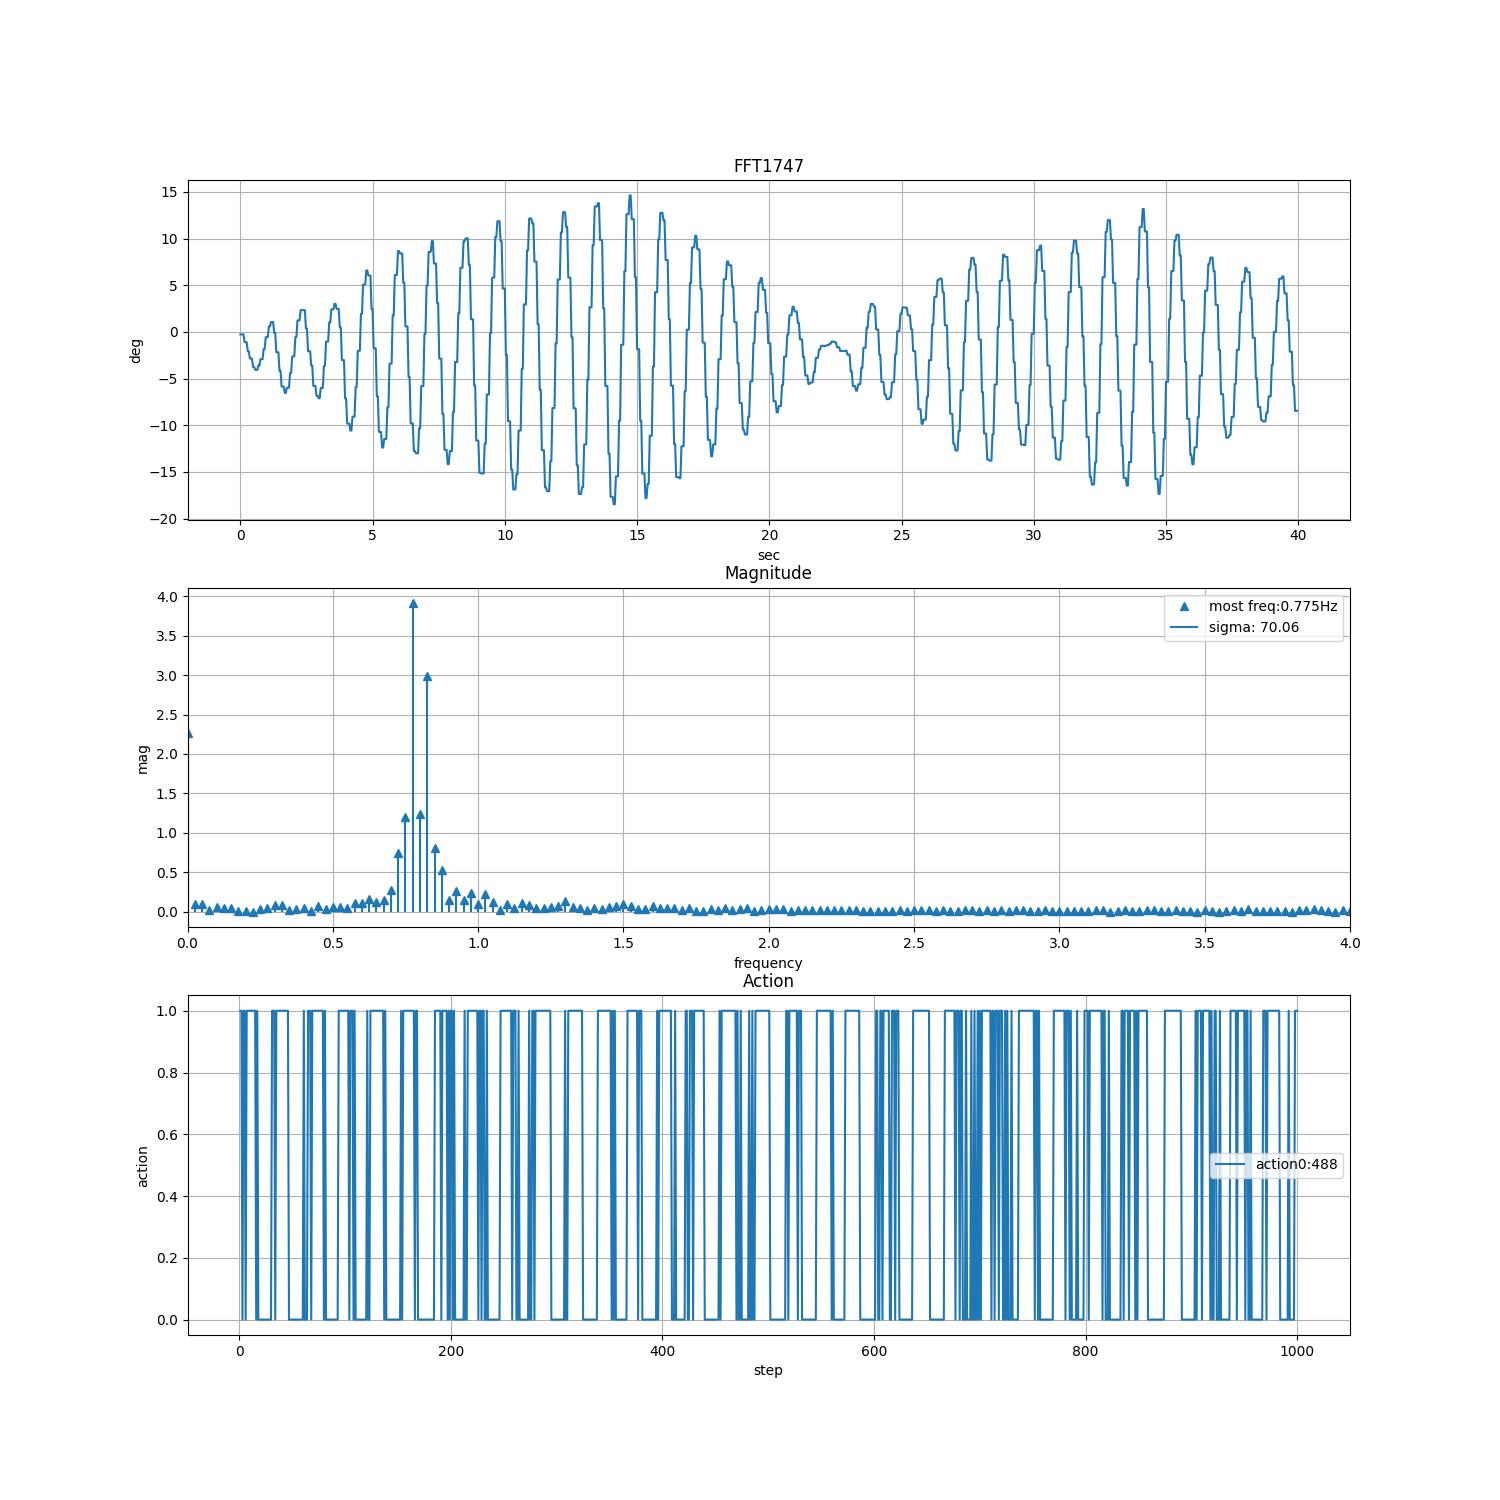 FFT1747
15
10
5
0
−5
−10
−15
−20
deg
0 5 10 15 20 25 30 35 40
sec
Magnitude
4.0
3.5
3.0
2.5
2.0
1.5
1.0
0.5
0.0
mag
most freq:0.775Hz
sigma: 70.06
0.0 0.5 1.0 1.5 2.0 2.5 3.0 3.5 4.0
frequency
Action
1.0
0.8
0.6
0.4
0.2
0.0
action
action0:488
0 200 400 600 800 1000
step